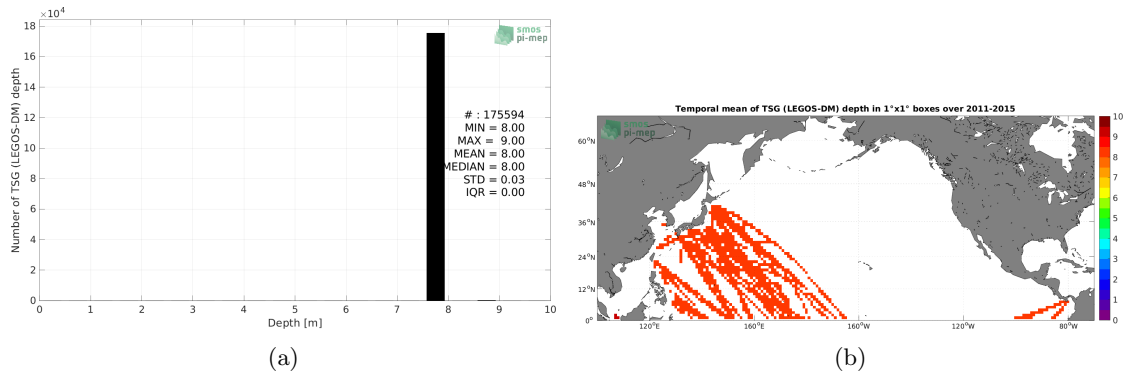 ×10⁴
18
16
14
12
10
8
6
4
2
0
Number of TSG (LEGOS-DM) depth
smos
pi-mep
# : 175594
MIN = 8.00
MAX = 9.00
MEAN = 8.00
MEDIAN = 8.00
STD = 0.03
IQR = 0.00
0 1 2 3 4 5 6 7 8 9 10
Depth [m]
(a)
Temporal mean of TSG (LEGOS-DM) depth in 1°x1° boxes over 2011-2015
smos
pi-mep
60°N
48°N
36°N
24°N
12°N
0°
120°E 160°E 160°W 120°W 80°W
10
9
8
7
6
5
4
3
2
1
0
(b)